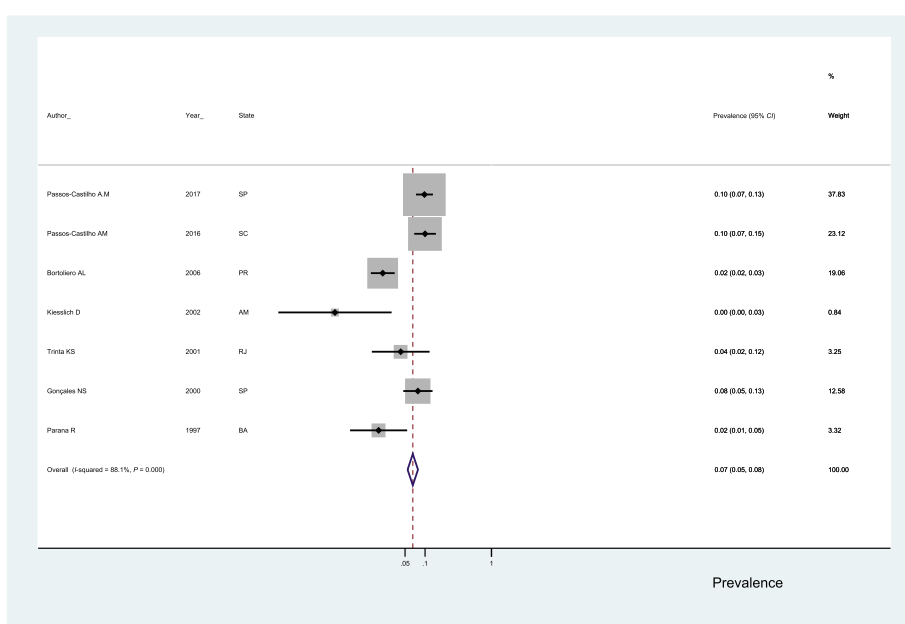 %
Author_ Year_ State Prevalence (95% CI) Weight
Passos-Castilho A.M 2017 SP 0.10 (0.07, 0.13) 37.83
Passos-Castilho AM 2016 SC 0.10 (0.07, 0.15) 23.12
Bortoliero AL 2006 PR 0.02 (0.02, 0.03) 19.06
Kiesslich D 2002 AM 0.00 (0.00, 0.03) 0.84
Trinta KS 2001 RJ 0.04 (0.02, 0.12) 3.25
Gonçales NS 2000 SP 0.08 (0.05, 0.13) 12.58
Parana R 1997 BA 0.02 (0.01, 0.05) 3.32
Overall (I-squared = 88.1%, P = 0.000) 0.07 (0.05, 0.08) 100.00
.05 .1 1
Prevalence